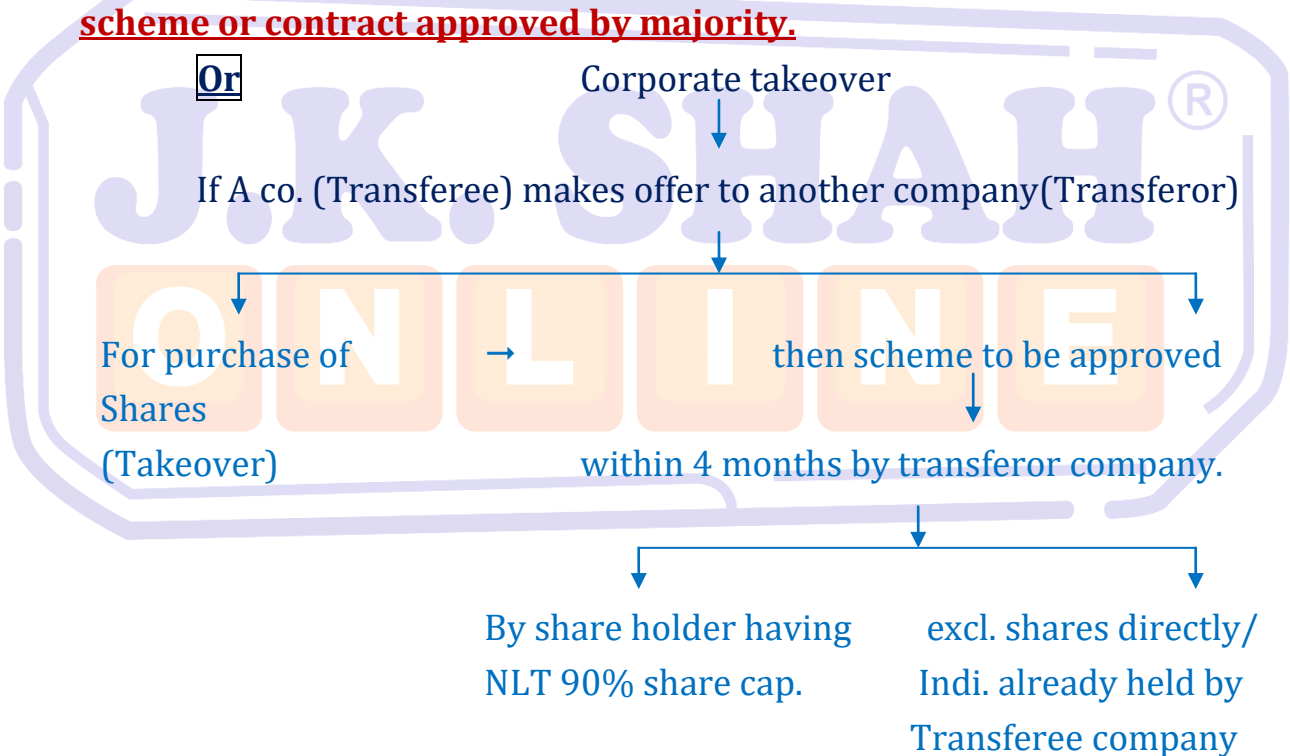 scheme or contract approved by majority.
Or Corporate takeover
If A co. (Transferee) makes offer to another company(Transferor)
For purchase of → then scheme to be approved
Shares
(Takeover) within 4 months by transferor company.
By share holder having excl. shares directly/
NLT 90% share cap. Indi. already held by
Transferee company
J.K. SHAH®
ONLINE